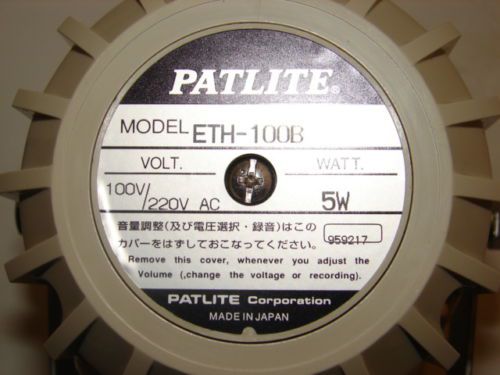 PATLITE®
MODEL ETH-100B
VOLT. WATT.
100V/220V AC 5W
音量調整(及び電圧選択・録音)はこの
カバーをはずしておこなってください。
959217
Remove this cover, whenever you adjust the
Volume (,change the voltage or recording).
PATLITE Corporation
MADE IN JAPAN